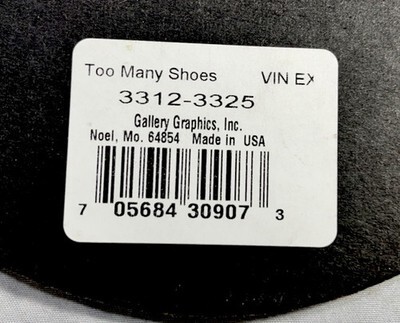 Too Many Shoes VIN EX
3312-3325
Gallery Graphics, Inc.
Noel, Mo. 64854 Made in USA
7 05684 30907 3